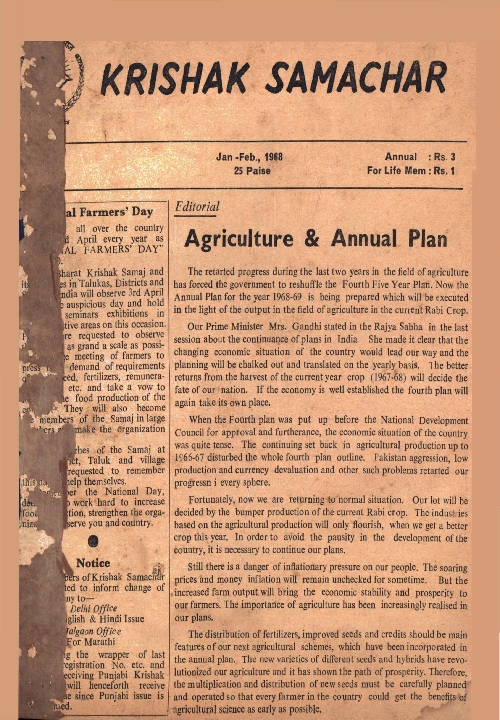 KRISHAK SAMACHAR
Jan -Feb., 1968
25 Paise
Annual : Rs. 3
For Life Mem : Rs. 1
al Farmers' Day
all over the country
April every year as
AL FARMERS' DAY"
Bharat Krishak Samaj and
es in Talukas, Districts and
ndia will observe 3rd April
auspicious day and hold
seminars exhibitions in
tive areas on this occasion.
re requested to observe
as grand a scale as possi-
e meeting of farmers to
demand of requirements
eed, fertilizers, remunera-
etc. and take a vow to
he food production of the
They will also become
members of the Samaj in large
make the organization
ches of the Samaj at
ict, Taluk and village
requested to remember
help themselves.
ber the National Day,
work hard to increase
ction, strengthen the orga-
serve you and country.
Notice
bers of Krishak Samachar
ted to inform change of
ny to—
Delhi Office
glish & Hindi Issue
Jalgaon Office
For Marathi
ng the wrapper of last
registration No. etc. and
eceiving Punjabi Krishak
will henceforth receive
e since Punjabi issue is
ued.
Editorial
Agriculture & Annual Plan
The retarted progress during the last two years in the field of agriculture
has forced the government to reshuffle the Fourth Five Year Plan. Now the
Annual Plan for the year 1968-69 is being prepared which will be executed
in the light of the output in the field of agriculture in the current Rabi Crop.
Our Prime Minister Mrs. Gandhi stated in the Rajya Sabha in the last
session about the continuance of plans in India She made it clear that the
changing economic situation of the country would lead our way and the
planning will be chalked out and translated on the yearly basis. The better
returns from the harvest of the current year crop (1967-68) will decide the
fate of our nation. If the economy is well established the fourth plan will
again take its own place.
When the Fourth plan was put up before the National Development
Council for approval and furtherance, the economic situation of the country
was quite tense. The continuing set back in agricultural production up to
1966-67 disturbed the whole fourth plan outline. Pakistan aggression, low
production and currency devaluation and other such problems retarted our
progressn i every sphere.
Fortunately, now we are returning to normal situation. Our lot will be
decided by the bumper production of the current Rabi crop. The industries
based on the agricultural production will only flourish, when we get a better
crop this year. In order to avoid the pausity in the development of the
country, it is necessary to continue our plans.
Still there is a danger of inflationary pressure on our people. The soaring
prices and money inflation will remain unchecked for sometime. But the
increased farm output will bring the economic stability and prosperity to
our farmers. The importance of agriculture has been increasingly realised in
our plans.
The distribution of fertilizers, improved seeds and credits should be main
features of our next agricultural schemes, which have been incorporated in
the annual plan. The new varieties of different seeds and hybrids have revo-
lutionized our agriculture and it has shown the path of prosperity. Therefore,
the multiplication and distribution of new seeds must be carefully planned
and operated so that every farmer in the country could get the benefits of
agricultural science as early as possible.